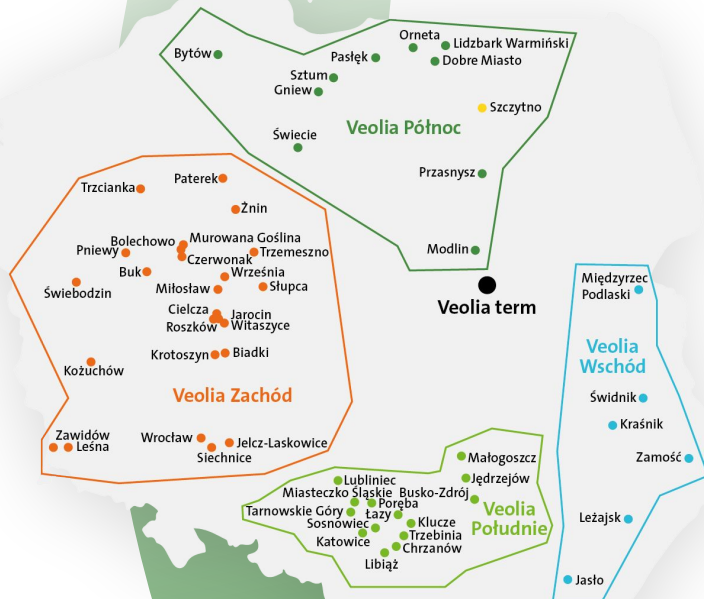 Orneta
Lidzbark Warmiński
Bytów
Pasłęk
Dobre Miasto
Sztum
Gniew
Szczytno
Veolia Północ
Świecie
Przasnysz
Modlin
Veolia term
Paterek
Trzcianka
Żnin
Bolechowo
Murowana Goślina
Pniewy
Czerwonak
Trzemeszno
Buk
Września
Świebodzin
Miłosław
Słupca
Cielcza
Jarocin
Roszków
Witaszyce
Krotoszyn
Biadki
Kożuchów
Veolia Zachód
Zawidów
Leśna
Wrocław
Jelcz-Laskowice
Siechnice
Międzyrzec
Podlaski
Veolia
Wschód
Świdnik
Kraśnik
Zamość
Leżajsk
Jasło
Małogoszcz
Jędrzejów
Lubliniec
Miasteczko Śląskie
Busko-Zdrój
Poręba
Tarnowskie Góry
Łazy
Veolia
Południe
Sosnowiec
Klucze
Katowice
Trzebinia
Chrzanów
Libiąż